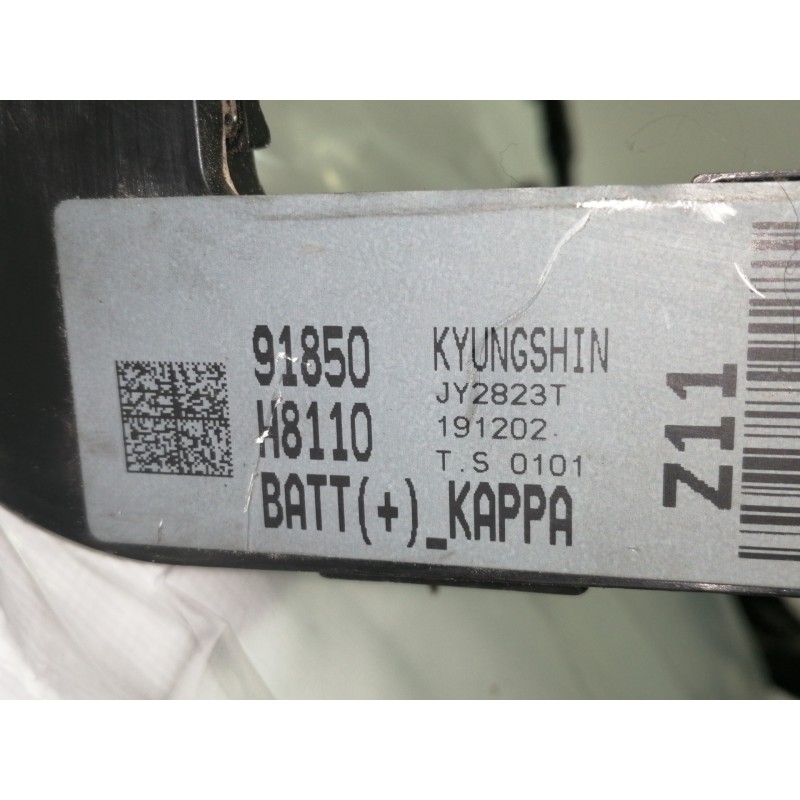 91850 KYUNGSHIN
JY2823T
H8110 191202
T.S 0101
BATT(+)_KAPPA
Z11